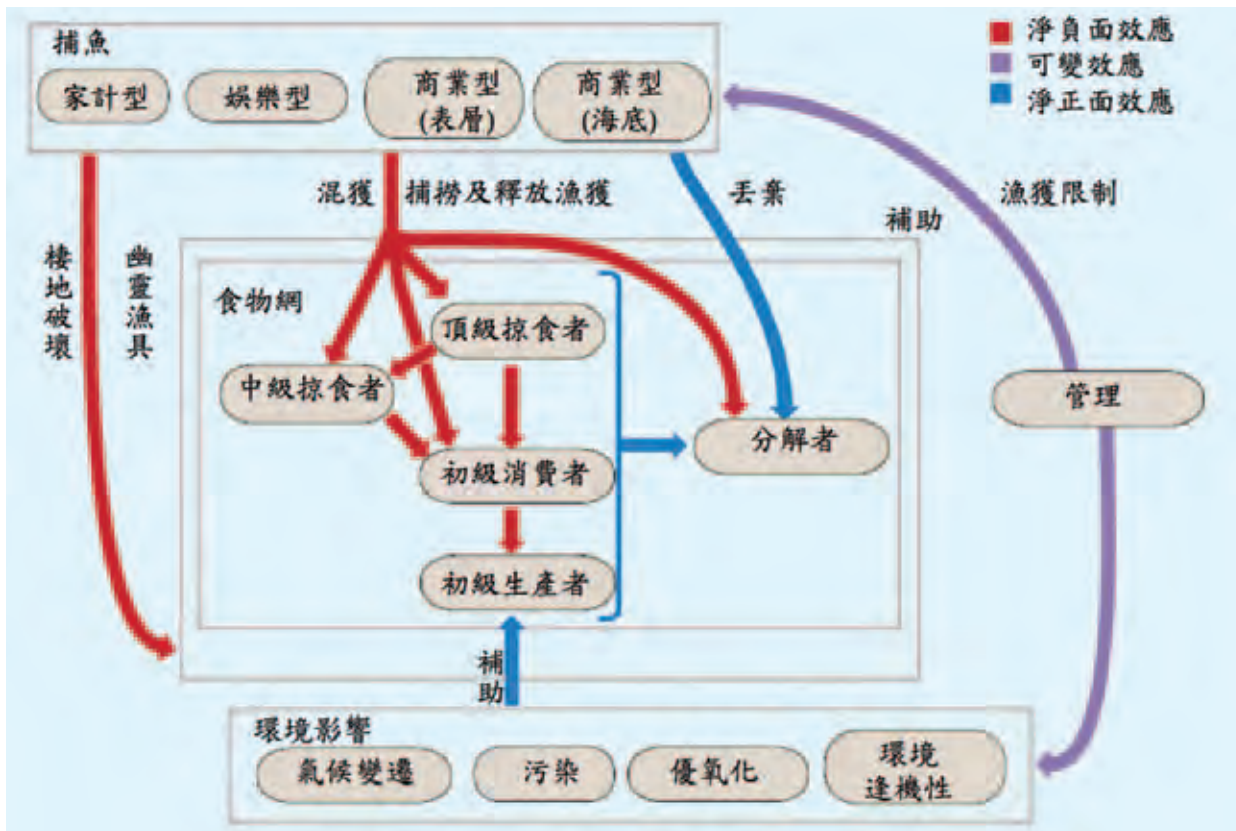 捕魚
家計型
娛樂型
商業型
(表層)
商業型
(海底)
淨負面效應
可變效應
淨正面效應
混獲
捕撈及釋放漁獲
丟棄
補助
漁獲限制
棲地破壞
幽靈漁具
食物網
頂級掠食者
中級掠食者
初級消費者
初級生產者
分解者
管理
補助
環境影響
氣候變遷
污染
優氧化
環境
逢機性